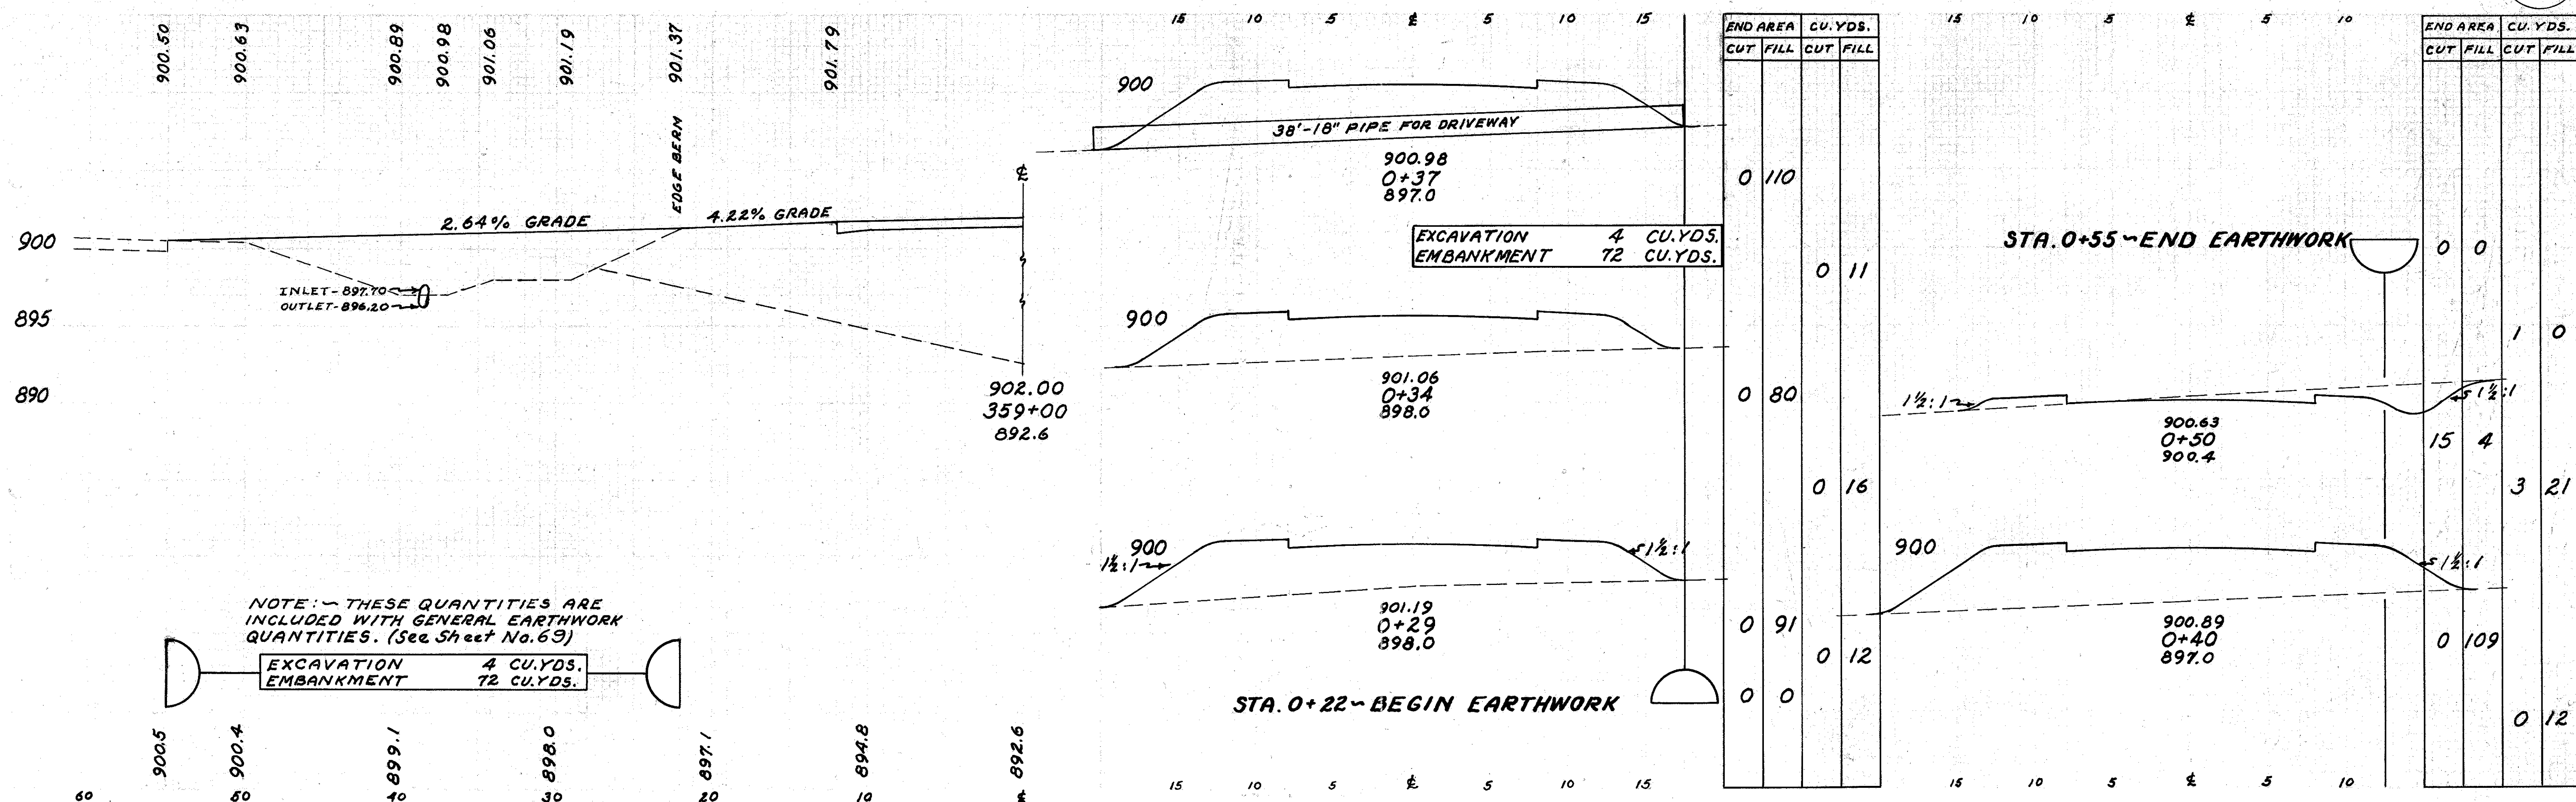 900.50 900.63 900.89 900.98 901.06 901.19 901.37 901.79
EDGE BERM
℄
2.64% GRADE
4.22% GRADE
900
INLET-897.70
OUTLET-896.20
895
890
902.00
359+00
892.6
NOTE:~ THESE QUANTITIES ARE
INCLUDED WITH GENERAL EARTHWORK
QUANTITIES. (See Sheet No.69)
EXCAVATION 4 CU.YDS.
EMBANKMENT 72 CU.YDS.
900.5 900.4 899.1 898.0 897.1 894.8 892.6
60 50 40 30 20 10 ℄
15 10 5 ℄ 5 10 15
900
38'-18" PIPE FOR DRIVEWAY
900.98
0+37
897.0
EXCAVATION 4 CU.YDS.
EMBANKMENT 72 CU.YDS.
900
901.06
0+34
898.0
900
1½:1
1½:1
901.19
0+29
898.0
STA. 0+22~BEGIN EARTHWORK
15 10 5 ℄ 5 10 15
END AREA CU.YDS.
CUT FILL CUT FILL
0 110
0 11
0 80
0 16
0 91
0 12
0 0
15 10 5 ℄ 5 10
STA. 0+55~END EARTHWORK
1½:1
1½:1
900.63
0+50
900.4
900
1½:1
900.89
0+40
897.0
15 10 5 ℄ 5 10
END AREA CU.YDS.
CUT FILL CUT FILL
0 0
1 0
15 4
3 21
0 109
0 12